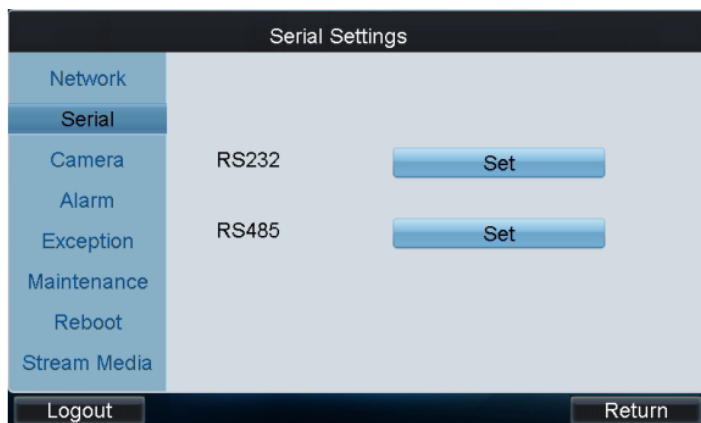 Serial Settings
Network
Serial
Camera
Alarm
Exception
Maintenance
Reboot
Stream Media
RS232 Set
RS485 Set
Logout Return